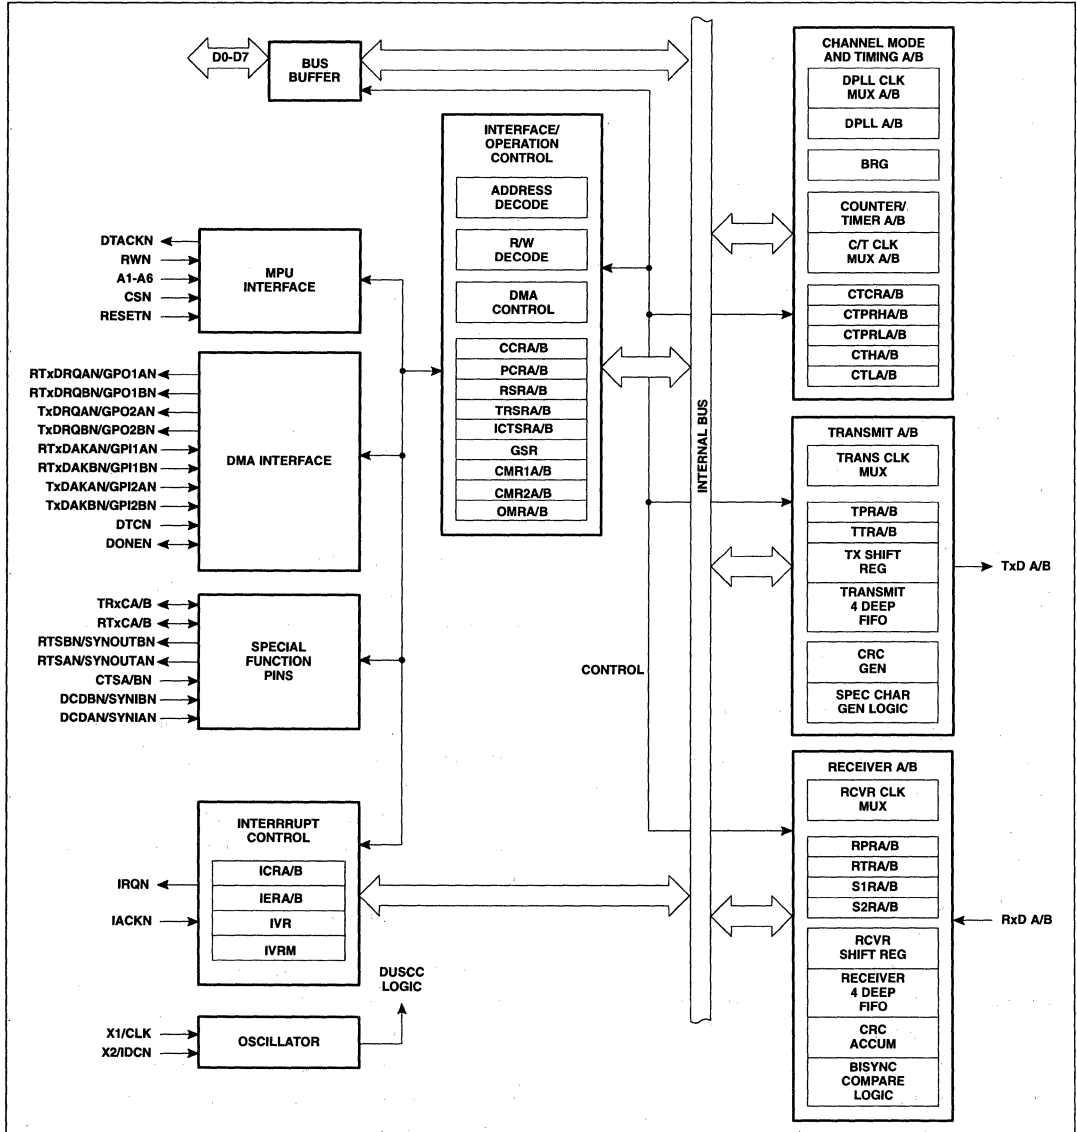 D0-D7
BUS
BUFFER
INTERFACE/
OPERATION
CONTROL
ADDRESS
DECODE
R/W
DECODE
DMA
CONTROL
CCRA/B
PCRA/B
RSRA/B
TRSRA/B
ICTSRA/B
GSR
CMR1A/B
CMR2A/B
OMRA/B
DTACKN
RWN
A1-A6
CSN
RESETN
MPU
INTERFACE
RTxDRQAN/GPO1AN
RTxDRQBN/GPO1BN
TxDRQAN/GPO2AN
TxDRQBN/GPO2BN
RTxDAKAN/GPI1AN
RTxDAKBN/GPI1BN
TxDAKAN/GPI2AN
TxDAKBN/GPI2BN
DTCN
DONEN
DMA INTERFACE
TRxCA/B
RTxCA/B
RTSBN/SYNOUTBN
RTSAN/SYNOUTAN
CTSA/BN
DCDBN/SYNIBN
DCDAN/SYNIAN
SPECIAL
FUNCTION
PINS
INTERRRUPT
CONTROL
ICRA/B
IERA/B
IVR
IVRM
IRQN
IACKN
DUSCC
LOGIC
X1/CLK
X2/IDCN
OSCILLATOR
CONTROL
INTERNAL BUS
CHANNEL MODE
AND TIMING A/B
DPLL CLK
MUX A/B
DPLL A/B
BRG
COUNTER/
TIMER A/B
C/T CLK
MUX A/B
CTCRA/B
CTPRHA/B
CTPRLA/B
CTHA/B
CTLA/B
TRANSMIT A/B
TRANS CLK
MUX
TPRA/B
TTRA/B
TX SHIFT
REG
TRANSMIT
4 DEEP
FIFO
CRC
GEN
SPEC CHAR
GEN LOGIC
TxD A/B
RECEIVER A/B
RCVR CLK
MUX
RPRA/B
RTRA/B
S1RA/B
S2RA/B
RCVR
SHIFT REG
RECEIVER
4 DEEP
FIFO
CRC
ACCUM
BISYNC
COMPARE
LOGIC
RxD A/B